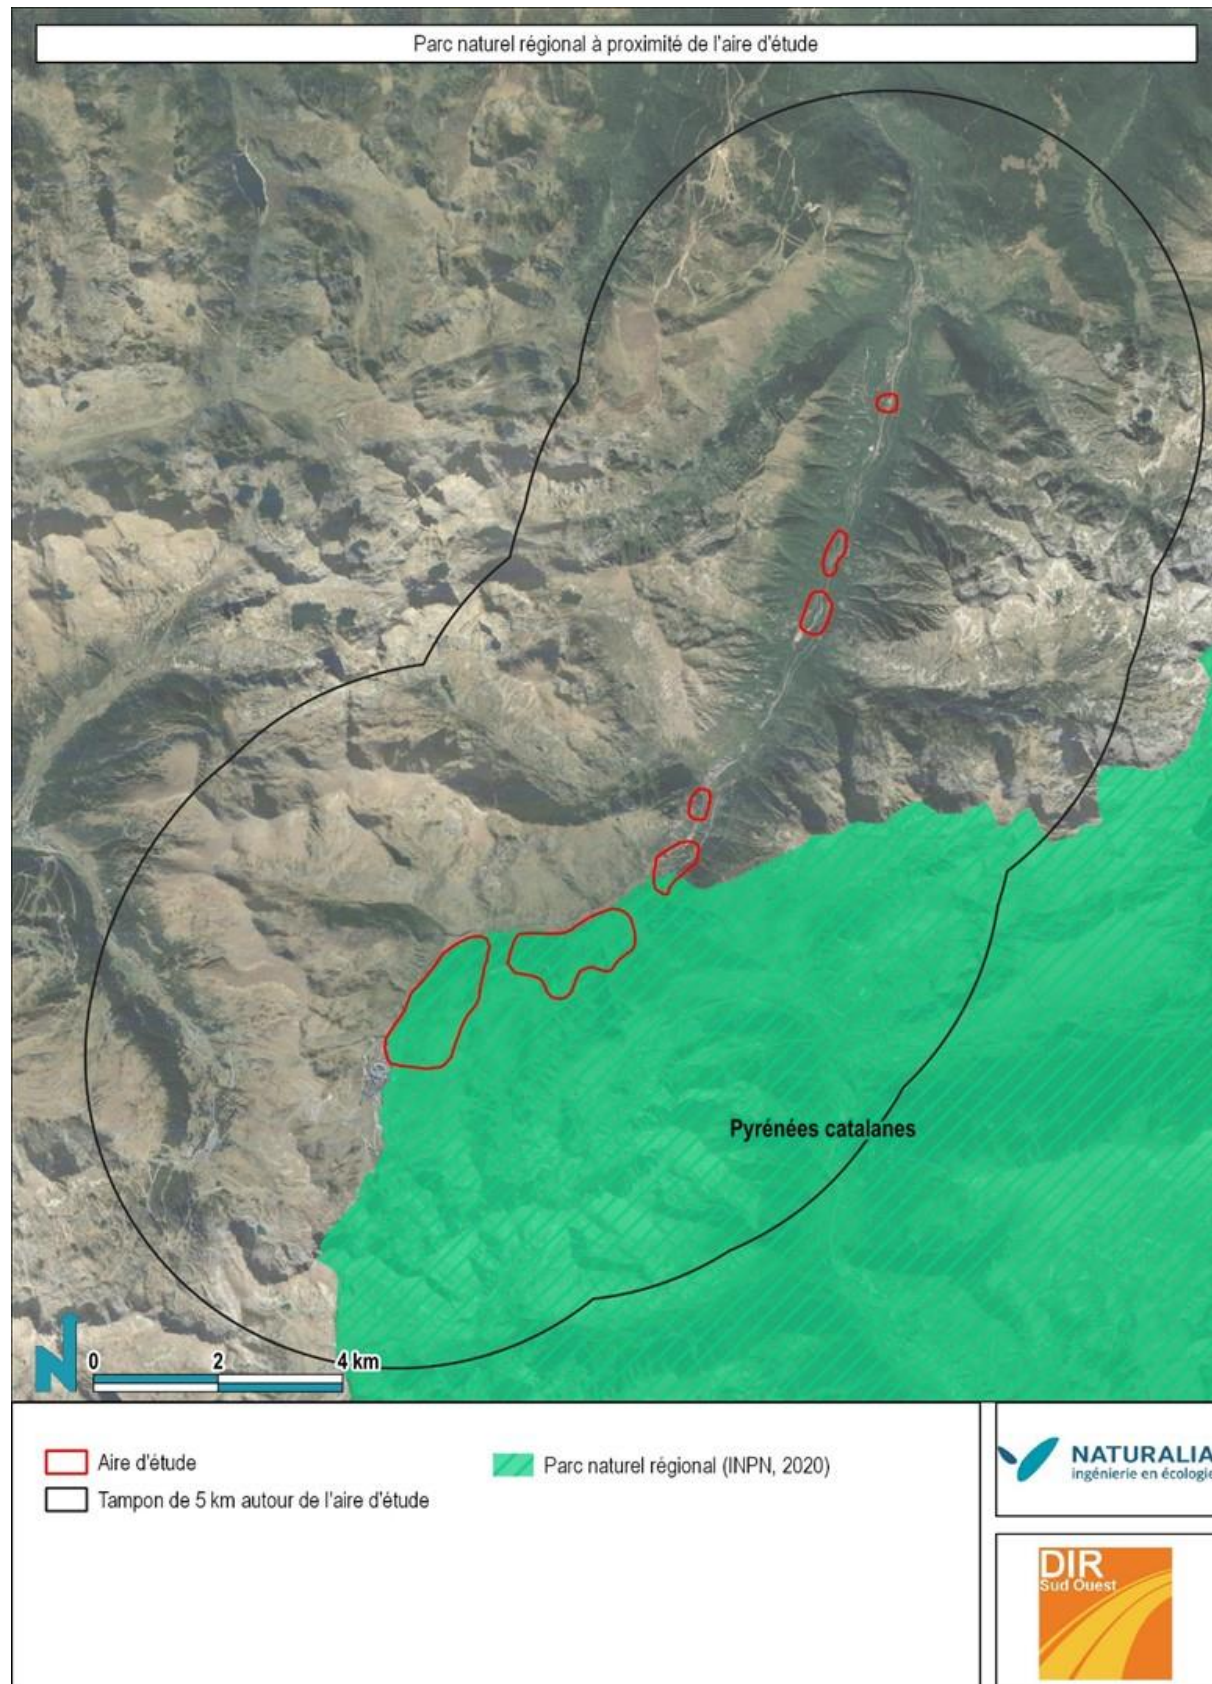 Parc naturel régional à proximité de l'aire d'étude
Pyrénées catalanes
N
0 2 4 km
Aire d'étude
Tampon de 5 km autour de l'aire d'étude
Parc naturel régional (INPN, 2020)
NATURALIA
ingénierie en écologie
DIR
Sud Ouest